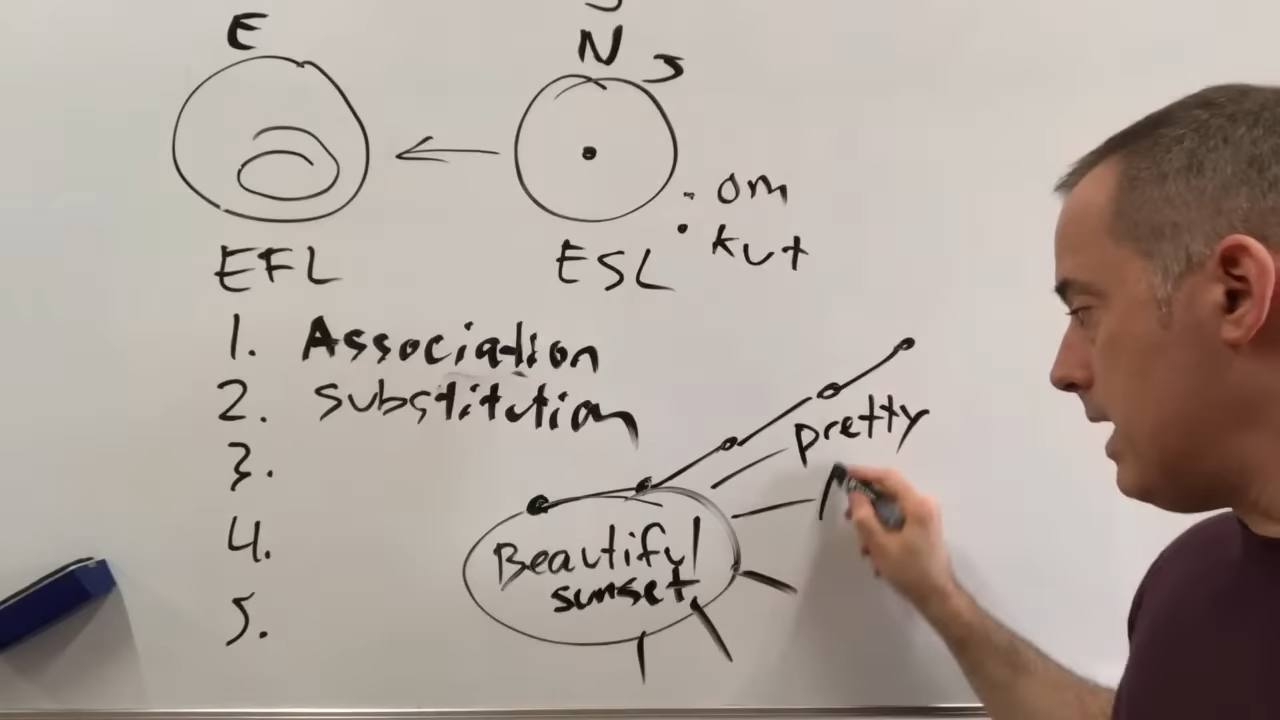 E
N
S
om
kut
EFL
ESL
1. Association
2. substitution
3.
4.
5.
pretty
Beautiful
sunset